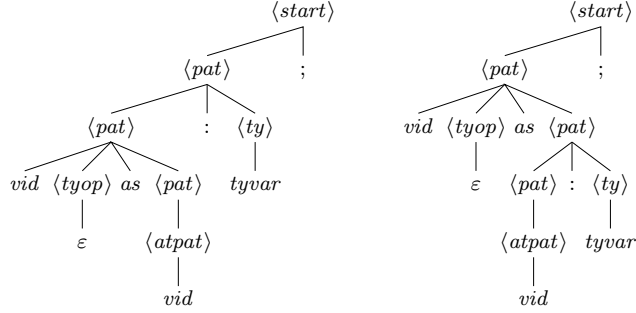 ⟨start⟩ ⟨start⟩
⟨pat⟩ ; ⟨pat⟩ ;
⟨pat⟩ : ⟨ty⟩ vid ⟨tyop⟩ as ⟨pat⟩
vid ⟨tyop⟩ as ⟨pat⟩ tyvar ε ⟨pat⟩ : ⟨ty⟩
ε ⟨atpat⟩ ⟨atpat⟩ tyvar
vid vid